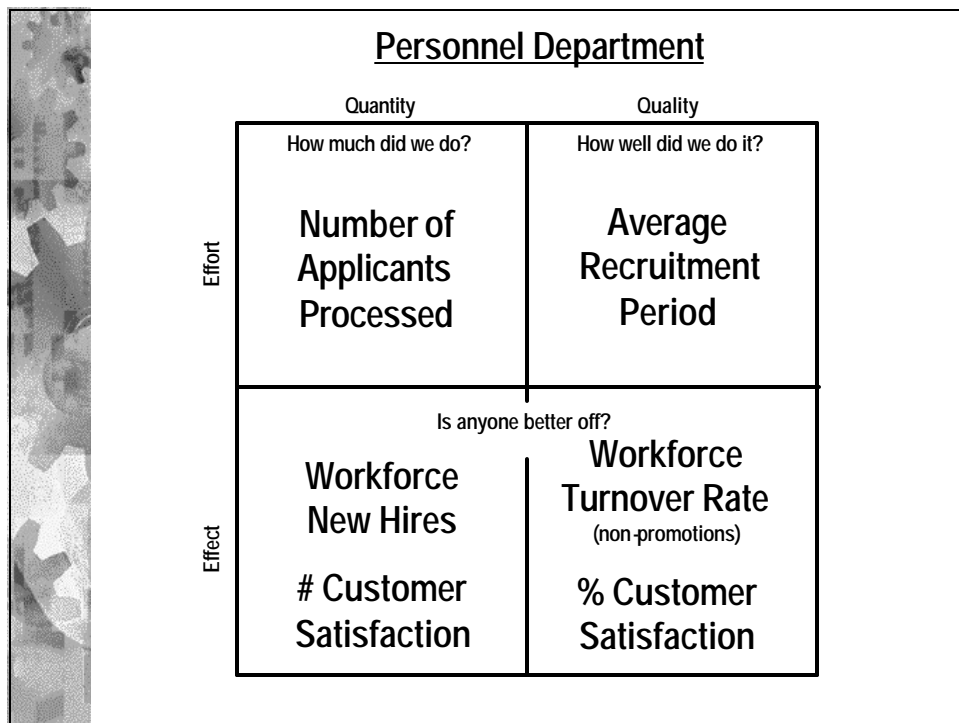 Personnel Department
Quantity
Quality
How much did we do?
How well did we do it?
Effort
Number of
Applicants
Processed
Average
Recruitment
Period
Is anyone better off?
Effect
Workforce
New Hires
# Customer
Satisfaction
Workforce
Turnover Rate
(non-promotions)
% Customer
Satisfaction